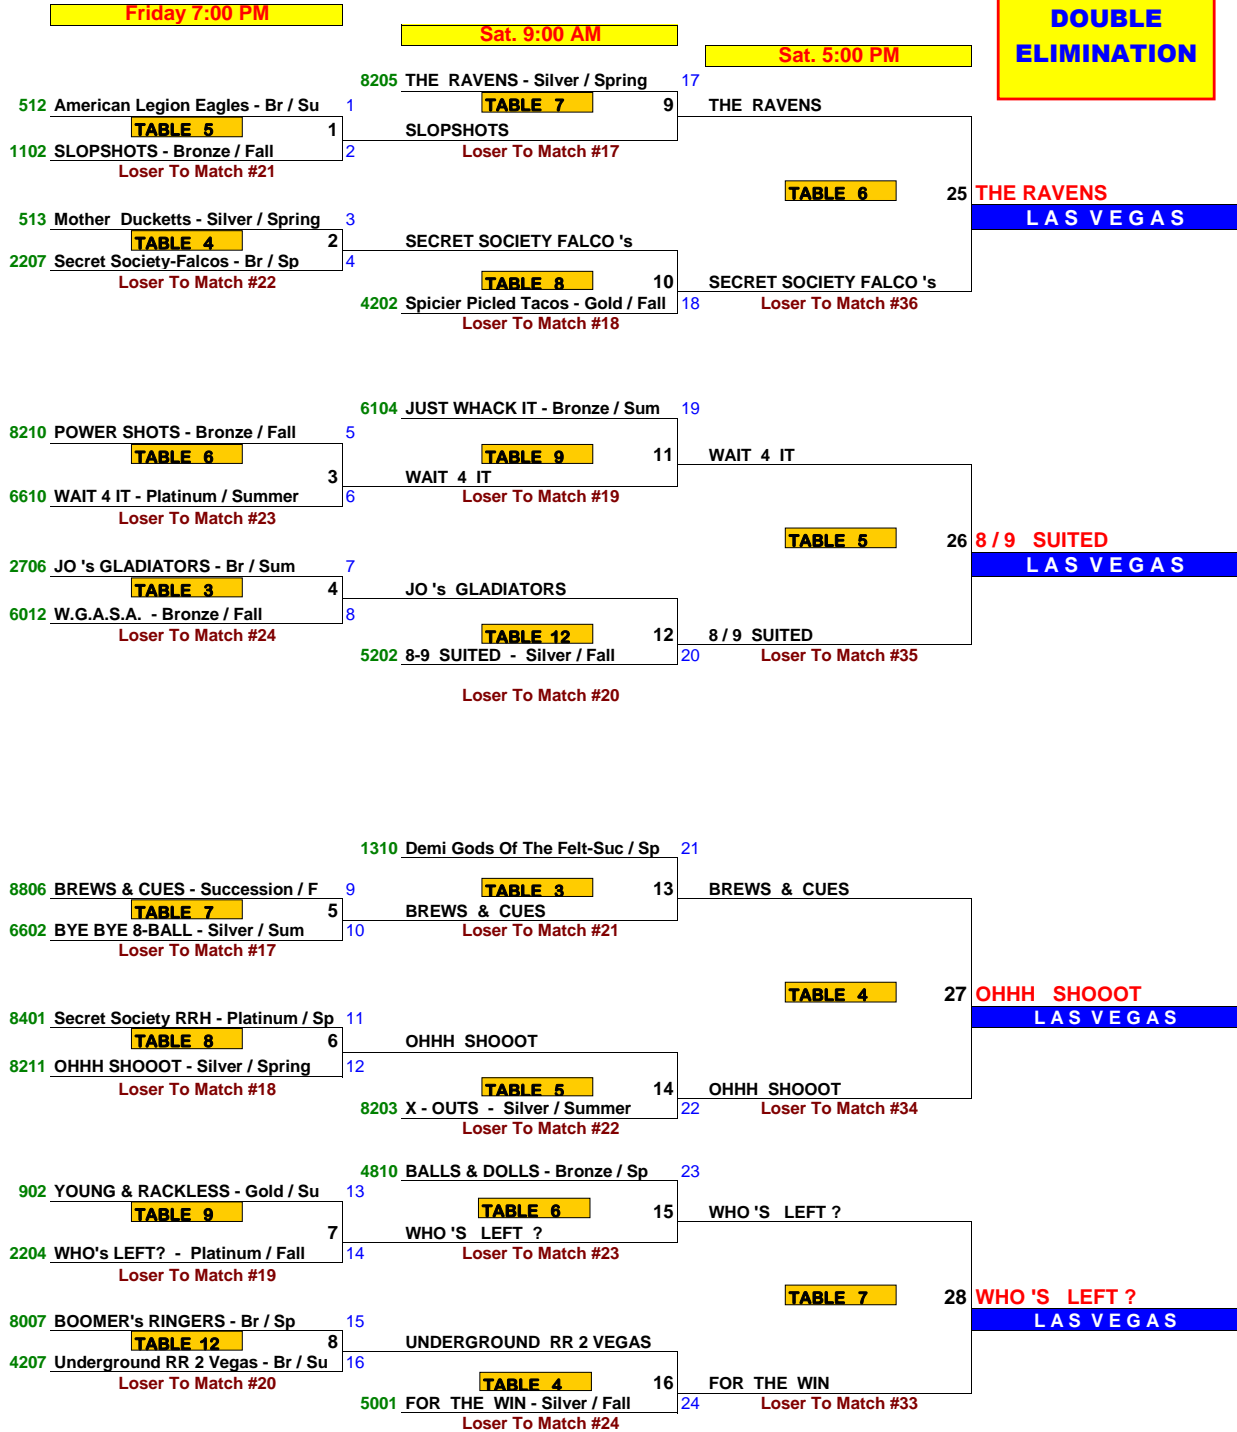 Friday 7:00 PM
Sat. 9:00 AM
Sat. 5:00 PM
DOUBLE
ELIMINATION
8205 THE RAVENS - Silver / Spring 17
512 American Legion Eagles - Br / Su 1
TABLE 7 9 THE RAVENS
TABLE 5 1 SLOPSHOTS
1102 SLOPSHOTS - Bronze / Fall 2 Loser To Match #17
Loser To Match #21
TABLE 6 25 THE RAVENS
513 Mother Ducketts - Silver / Spring 3 LAS VEGAS
TABLE 4 2 SECRET SOCIETY FALCO 's
2207 Secret Society-Falcos - Br / Sp 4
Loser To Match #22 TABLE 8 10 SECRET SOCIETY FALCO 's
4202 Spicier Picled Tacos - Gold / Fall 18 Loser To Match #36
Loser To Match #18
6104 JUST WHACK IT - Bronze / Sum 19
8210 POWER SHOTS - Bronze / Fall 5
TABLE 6 TABLE 9 11 WAIT 4 IT
3 WAIT 4 IT
6610 WAIT 4 IT - Platinum / Summer 6 Loser To Match #19
Loser To Match #23
TABLE 5 26 8 / 9 SUITED
2706 JO 's GLADIATORS - Br / Sum 7 LAS VEGAS
TABLE 3 4 JO 's GLADIATORS
6012 W.G.A.S.A. - Bronze / Fall 8
Loser To Match #24 TABLE 12 12 8 / 9 SUITED
5202 8-9 SUITED - Silver / Fall 20 Loser To Match #35
Loser To Match #20
1310 Demi Gods Of The Felt-Suc / Sp 21
8806 BREWS & CUES - Succession / F 9 TABLE 3 13 BREWS & CUES
TABLE 7 5 BREWS & CUES
6602 BYE BYE 8-BALL - Silver / Sum 10 Loser To Match #21
Loser To Match #17
TABLE 4 27 OHHH SHOOOT
8401 Secret Society RRH - Platinum / Sp 11 LAS VEGAS
TABLE 8 6 OHHH SHOOOT
8211 OHHH SHOOOT - Silver / Spring 12
Loser To Match #18 TABLE 5 14 OHHH SHOOOT
8203 X - OUTS - Silver / Summer 22 Loser To Match #34
Loser To Match #22
4810 BALLS & DOLLS - Bronze / Sp 23
902 YOUNG & RACKLESS - Gold / Su 13
TABLE 9 TABLE 6 15 WHO 'S LEFT ?
7 WHO 'S LEFT ?
2204 WHO's LEFT? - Platinum / Fall 14 Loser To Match #23
Loser To Match #19
TABLE 7 28 WHO 'S LEFT ?
8007 BOOMER's RINGERS - Br / Sp 15 LAS VEGAS
TABLE 12 8 UNDERGROUND RR 2 VEGAS
4207 Underground RR 2 Vegas - Br / Su 16
Loser To Match #20 TABLE 4 16 FOR THE WIN
5001 FOR THE WIN - Silver / Fall 24 Loser To Match #33
Loser To Match #24